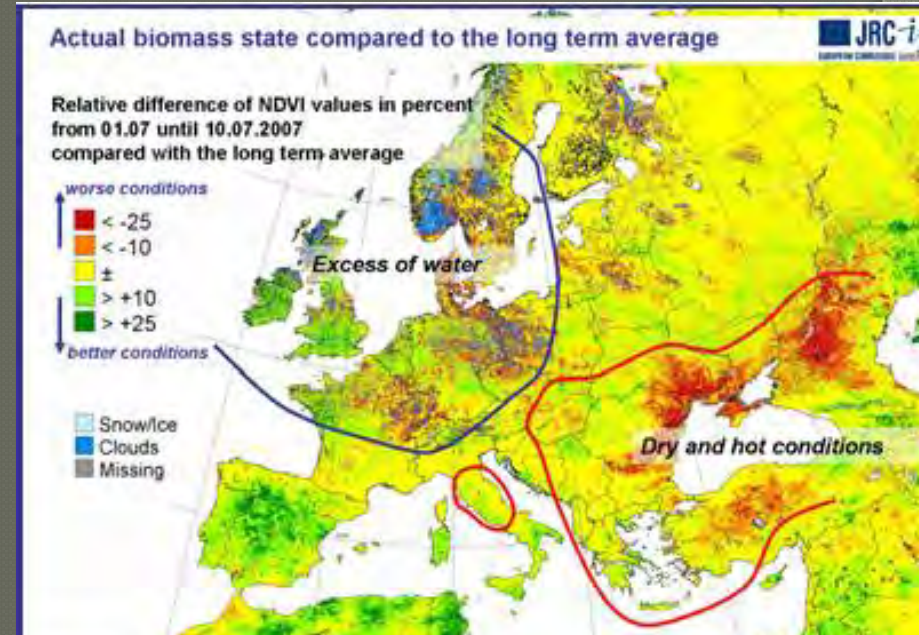 Actual biomass state compared to the long term average
JRC
Relative difference of NDVI values in percent
from 01.07 until 10.07.2007
compared with the long term average
worse conditions
< -25
< -10
±
> +10
> +25
better conditions
Snow/Ice
Clouds
Missing
Excess of water
Dry and hot conditions